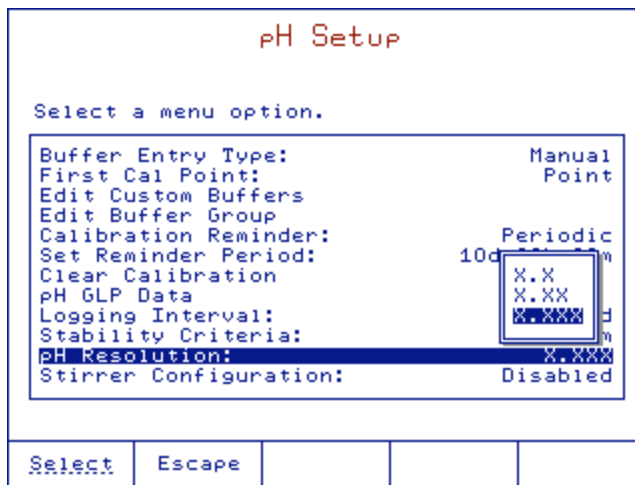 pH Setup
Select a menu option.
Buffer Entry Type: Manual
First Cal Point: Point
Edit Custom Buffers
Edit Buffer Group
Calibration Reminder: Periodic
Set Reminder Period: 10d
Clear Calibration
X.X
pH GLP Data
X.XX
Logging Interval:
X.XXX
Stability Criteria:
pH Resolution: X.XXX
Stirrer Configuration: Disabled
Select Escape